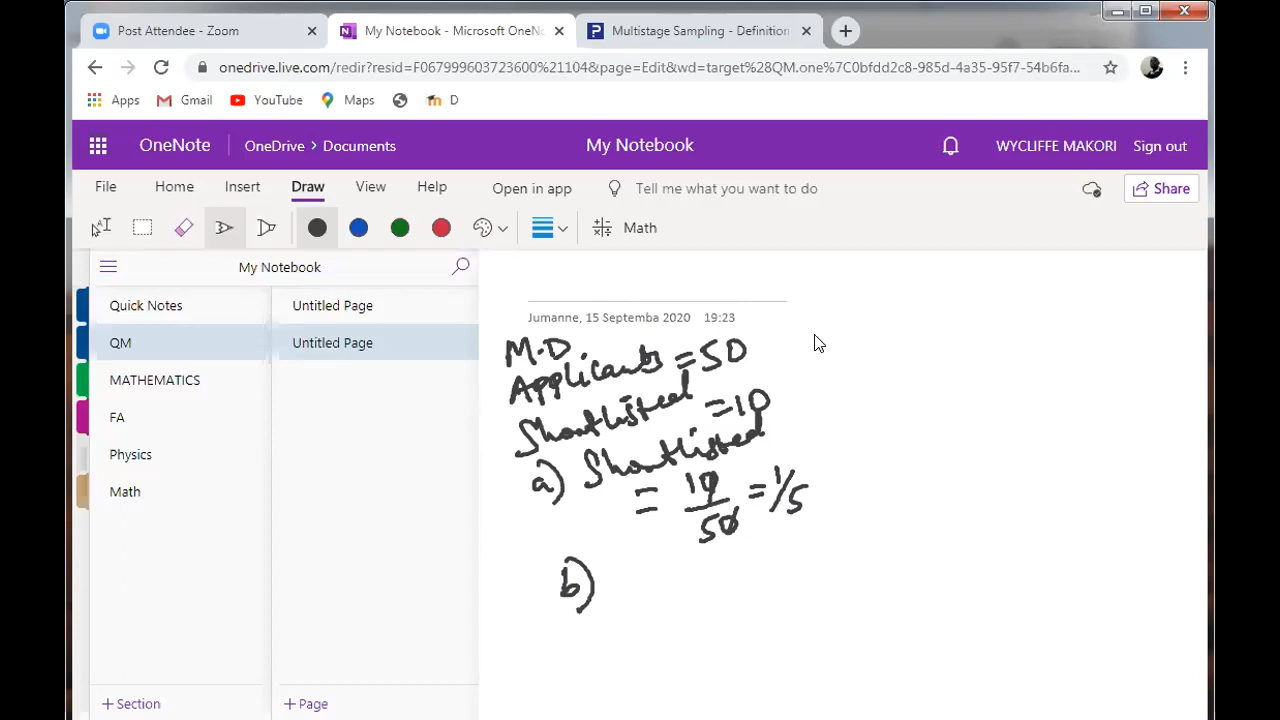 Post Attendee - Zoom
My Notebook - Microsoft OneNo
Multistage Sampling - Definition
onedrive.live.com/redir?resid=F067999603723600%21104&page=Edit&wd=target%28QM.one%7C0bfdd2c8-985d-4a35-95f7-54b6fa...
Apps Gmail YouTube Maps D
OneNote OneDrive > Documents My Notebook WYCLIFFE MAKORI Sign out
File Home Insert Draw View Help Open in app Tell me what you want to do Share
Math
My Notebook
Quick Notes
QM
MATHEMATICS
FA
Physics
Math
+ Section
Untitled Page
Untitled Page
+ Page
Jumanne, 15 Septemba 2020 19:23
M.D
Applicants = 50
Shortlisted = 10
a) Shortlisted
= 10/50 = 1/5
b)